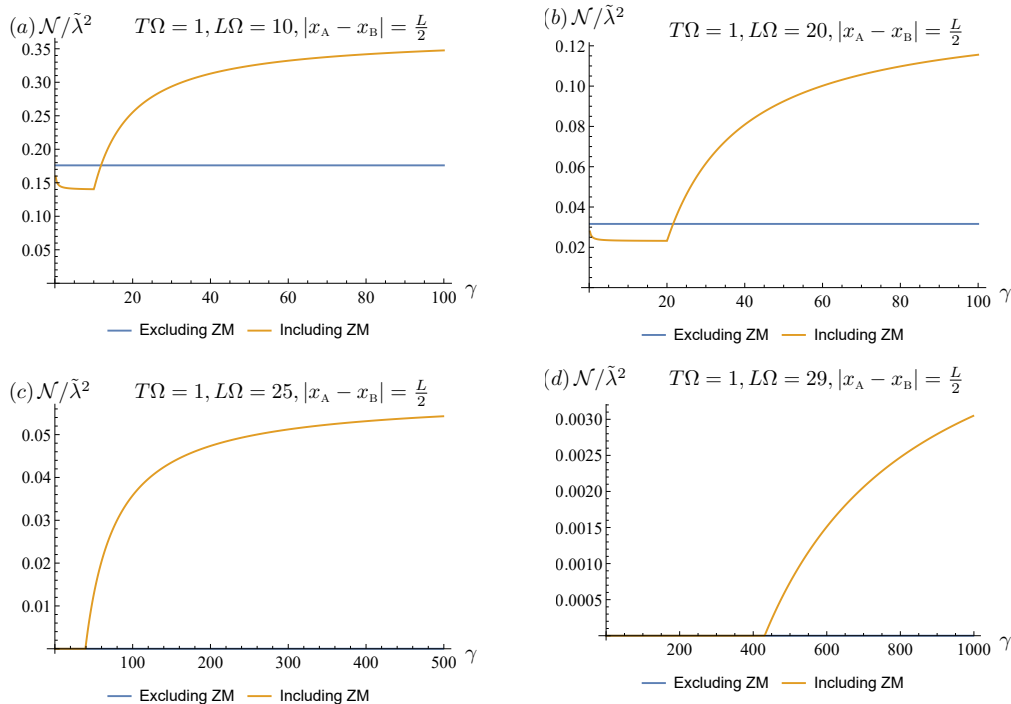 (a) 𝒩/λ̃² TΩ = 1, LΩ = 10, |x_A − x_B| = L/2
0.35
0.30
0.25
0.20
0.15
0.10
0.05
20 40 60 80 100 γ
Excluding ZM Including ZM
(b) 𝒩/λ̃² TΩ = 1, LΩ = 20, |x_A − x_B| = L/2
0.12
0.10
0.08
0.06
0.04
0.02
20 40 60 80 100 γ
Excluding ZM Including ZM
(c) 𝒩/λ̃² TΩ = 1, LΩ = 25, |x_A − x_B| = L/2
0.05
0.04
0.03
0.02
0.01
100 200 300 400 500 γ
Excluding ZM Including ZM
(d) 𝒩/λ̃² TΩ = 1, LΩ = 29, |x_A − x_B| = L/2
0.0030
0.0025
0.0020
0.0015
0.0010
0.0005
200 400 600 800 1000 γ
Excluding ZM Including ZM